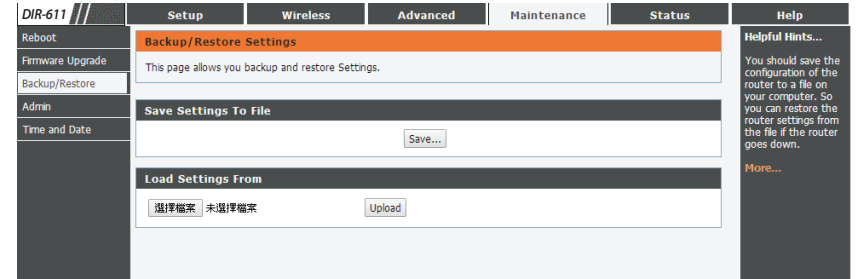 DIR-611 Setup Wireless Advanced Maintenance Status Help
Reboot
Firmware Upgrade
Backup/Restore
Admin
Time and Date
Backup/Restore Settings
This page allows you backup and restore Settings.
Save Settings To File
Save...
Load Settings From
選擇檔案 未選擇檔案 Upload
Helpful Hints...
You should save the
configuration of the
router to a file on
your computer. So
you can restore the
router settings from
the file if the router
goes down.
More...